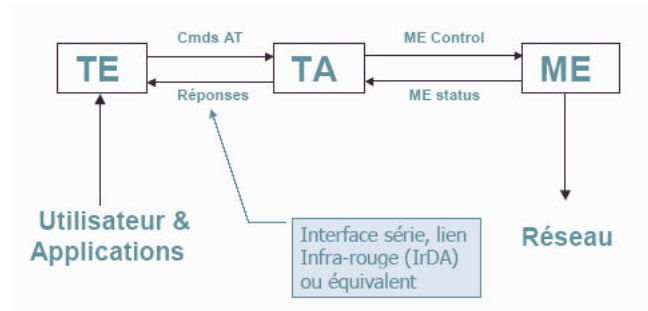 Cmds AT
ME Control
TE
TA
ME
Réponses
ME status
Utilisateur &
Applications
Interface série, lien
Infra-rouge (IrDA)
ou équivalent
Réseau